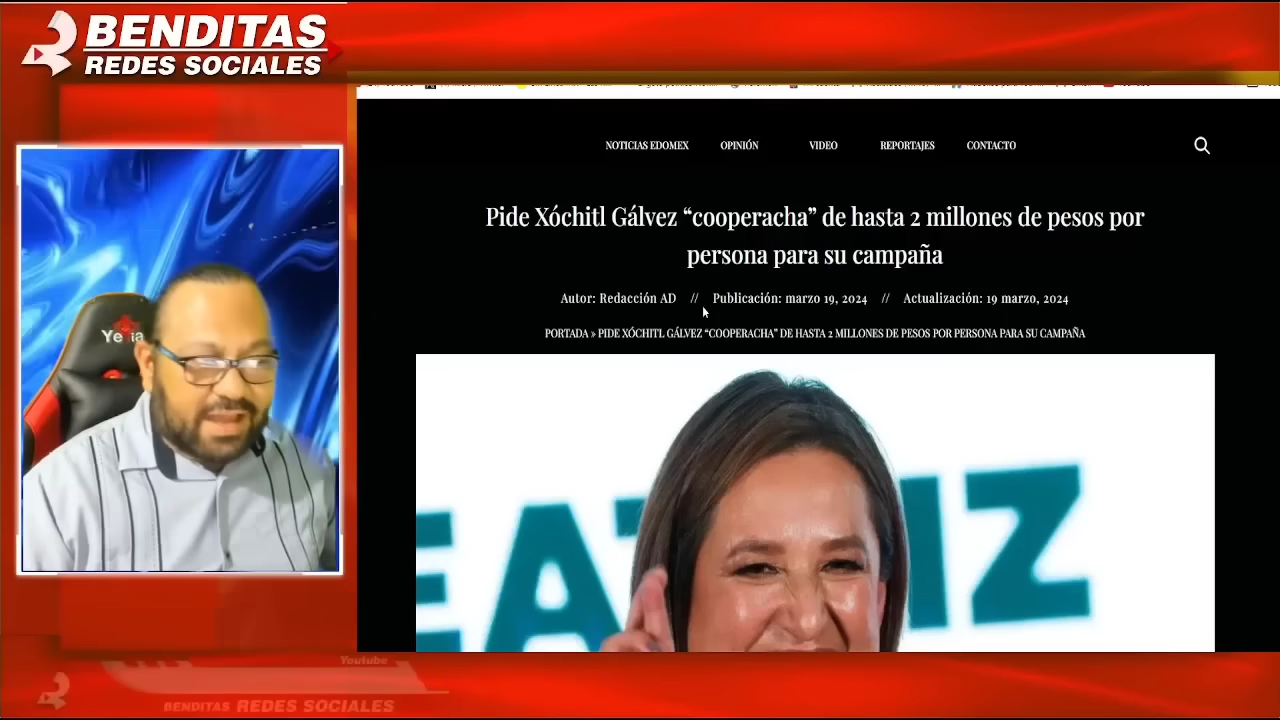 BENDITAS
REDES SOCIALES
NOTICIAS EDOMEX OPINIÓN VIDEO REPORTAJES CONTACTO
Pide Xóchitl Gálvez “cooperacha” de hasta 2 millones de pesos por
persona para su campaña
Autor: Redacción AD // Publicación: marzo 19, 2024 // Actualización: 19 marzo, 2024
PORTADA » PIDE XÓCHITL GÁLVEZ “COOPERACHA” DE HASTA 2 MILLONES DE PESOS POR PERSONA PARA SU CAMPAÑA
EATRIZ
Youtube
BENDITAS REDES SOCIALES